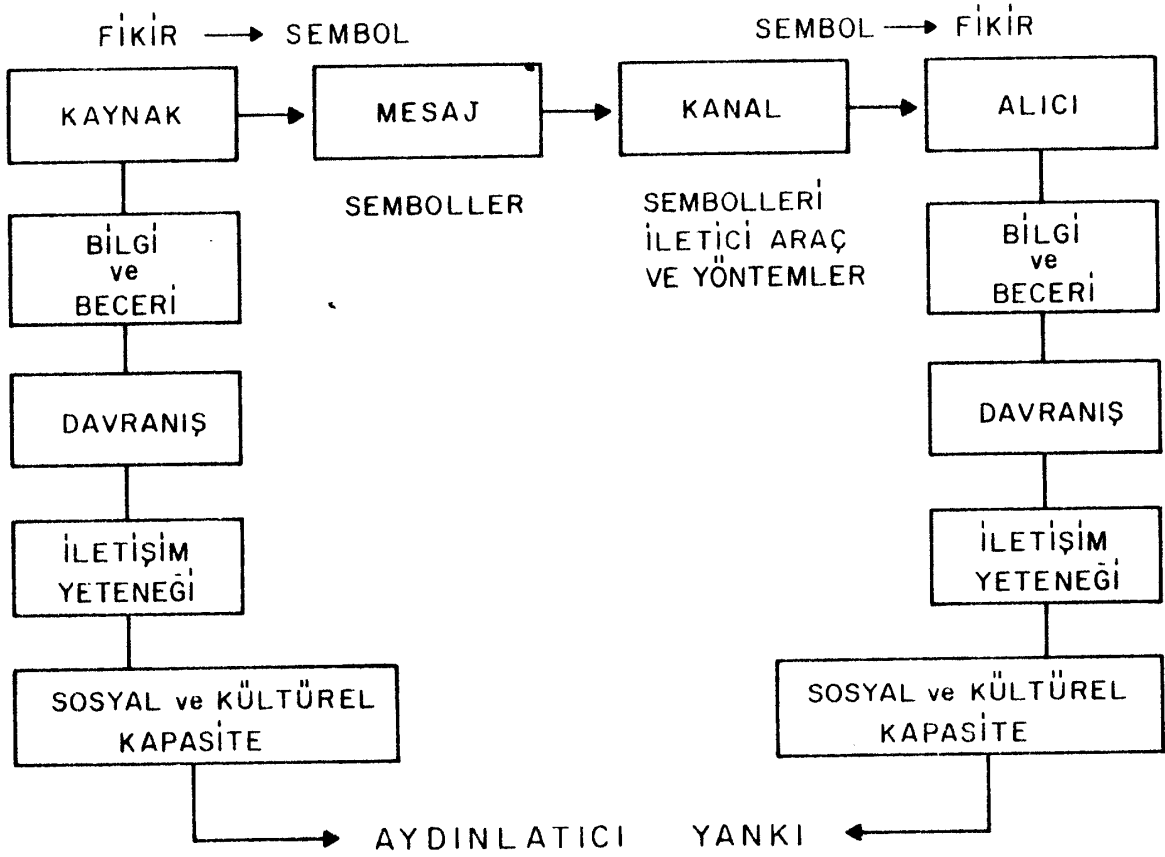 FİKİR → SEMBOL
SEMBOL → FİKİR
KAYNAK
MESAJ
KANAL
ALICI
SEMBOLLER
SEMBOLLERİ
İLETİCİ ARAÇ
VE YÖNTEMLER
BİLGİ
ve
BECERİ
DAVRANIŞ
İLETİŞİM
YETENEĞİ
SOSYAL ve KÜLTÜREL
KAPASİTE
BİLGİ
ve
BECERİ
DAVRANIŞ
İLETİŞİM
YETENEĞİ
SOSYAL ve KÜLTÜREL
KAPASİTE
AYDINLATICI YANKI